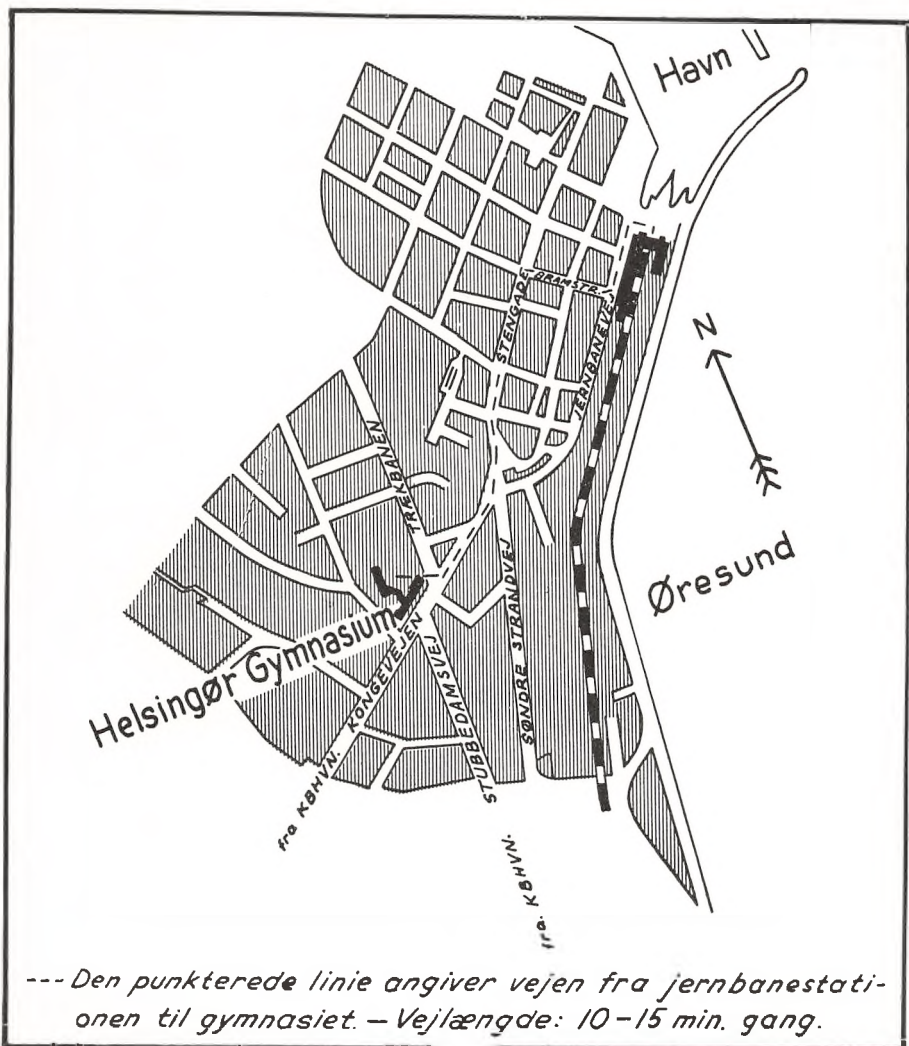 Havn
N
BRAMSTR.
STENGADE
JERNBANEVEJ
TRÆKBANEN
Øresund
Helsingør Gymnasium
SØNDRE STRANDVEJ
fra KBHVN. KONGEVEJEN
STUBBEDAMSVEJ
fra. KBHVN.
--- Den punkterede linie angiver vejen fra jernbanestati-
onen til gymnasiet. — Vejlængde: 10-15 min. gang.